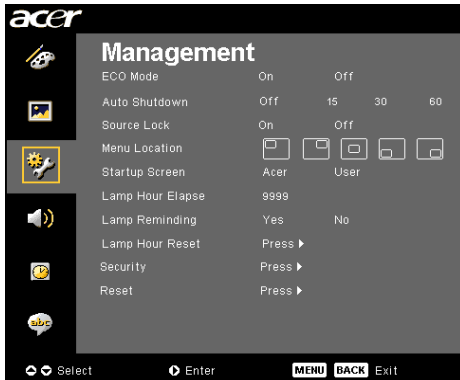 acer
Management
ECO Mode On Off
Auto Shutdown Off 15 30 60
Source Lock On Off
Menu Location
Startup Screen Acer User
Lamp Hour Elapse 9999
Lamp Reminding Yes No
Lamp Hour Reset Press
Security Press
Reset Press
abc
Select Enter MENU BACK Exit